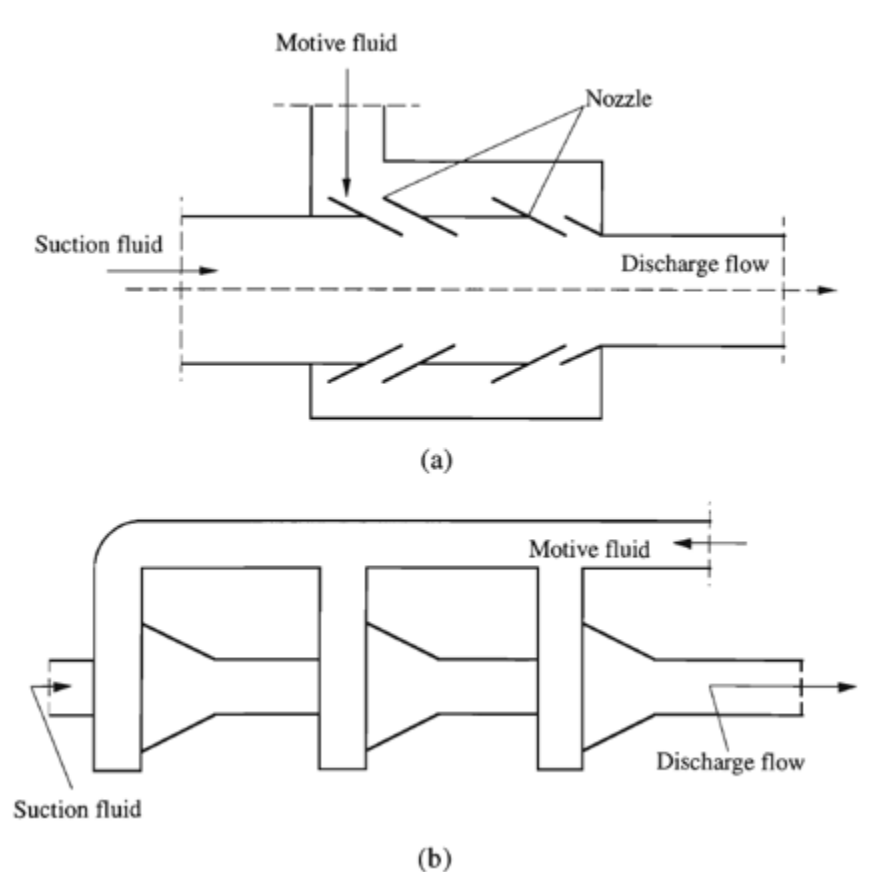 Motive fluid
Nozzle
Suction fluid
Discharge flow
(a)
Motive fluid
Discharge flow
Suction fluid
(b)